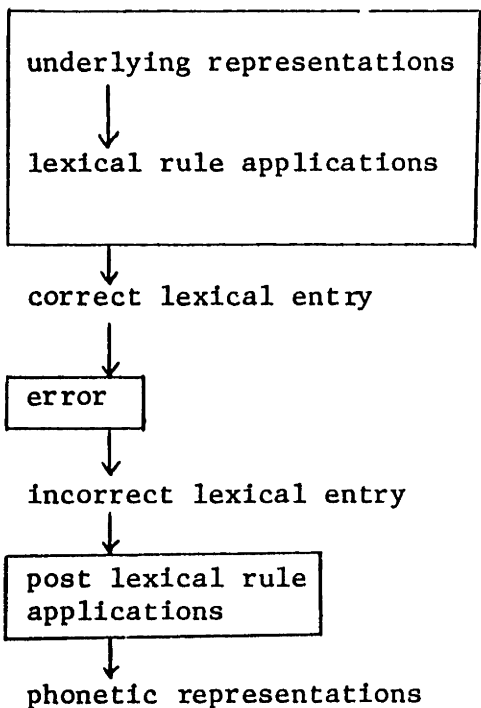 underlying representations
lexical rule applications
correct lexical entry
error
incorrect lexical entry
post lexical rule
applications
phonetic representations